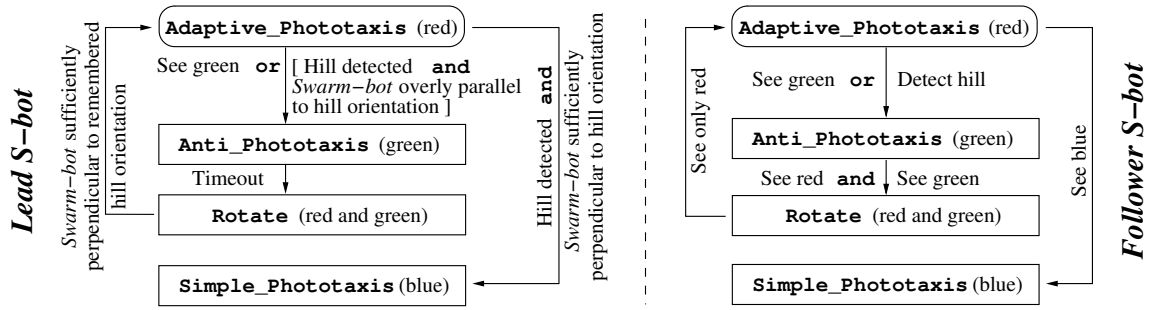 Lead S−bot
Swarm−bot sufficiently
perpendicular to remembered
hill orientation
Adaptive_Phototaxis (red)
See green or
[ Hill detected and
Swarm−bot overly parallel
to hill orientation ]
Anti_Phototaxis (green)
Timeout
Rotate (red and green)
Simple_Phototaxis (blue)
Hill detected and
Swarm−bot sufficiently
perpendicular to hill orientation
See only red
Adaptive_Phototaxis (red)
See green or Detect hill
Anti_Phototaxis (green)
See red and See green
Rotate (red and green)
Simple_Phototaxis (blue)
See blue
Follower S−bot